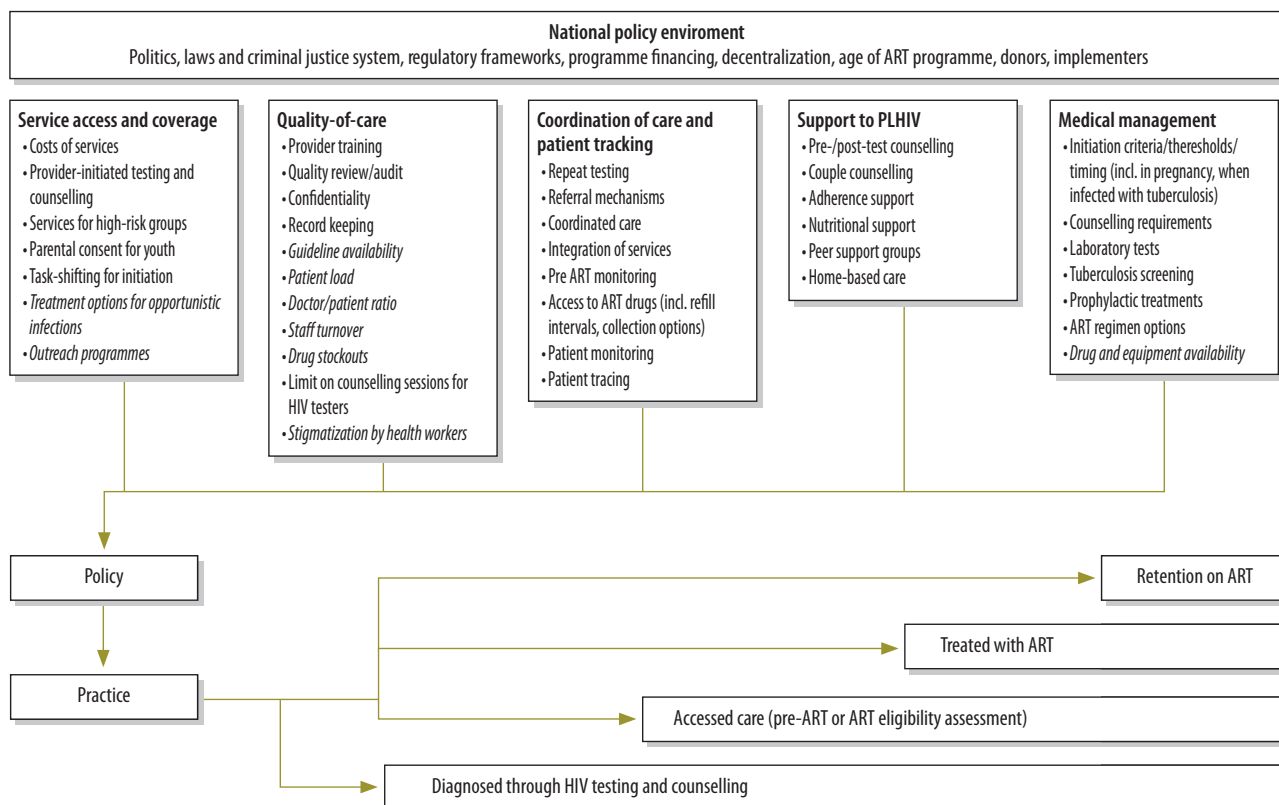 National policy enviroment
Politics, laws and criminal justice system, regulatory frameworks, programme financing, decentralization, age of ART programme, donors, implementers
Service access and coverage
• Costs of services
• Provider-initiated testing and
counselling
• Services for high-risk groups
• Parental consent for youth
• Task-shifting for initiation
• Treatment options for opportunistic
infections
• Outreach programmes
Quality-of-care
• Provider training
• Quality review/audit
• Confidentiality
• Record keeping
• Guideline availability
• Patient load
• Doctor/patient ratio
• Staff turnover
• Drug stockouts
• Limit on counselling sessions for
HIV testers
• Stigmatization by health workers
Coordination of care and
patient tracking
• Repeat testing
• Referral mechanisms
• Coordinated care
• Integration of services
• Pre ART monitoring
• Access to ART drugs (incl. refill
intervals, collection options)
• Patient monitoring
• Patient tracing
Support to PLHIV
• Pre-/post-test counselling
• Couple counselling
• Adherence support
• Nutritional support
• Peer support groups
• Home-based care
Medical management
• Initiation criteria/theresholds/
timing (incl. in pregnancy, when
infected with tuberculosis)
• Counselling requirements
• Laboratory tests
• Tuberculosis screening
• Prophylactic treatments
• ART regimen options
• Drug and equipment availability
Policy
Practice
Retention on ART
Treated with ART
Accessed care (pre-ART or ART eligibility assessment)
Diagnosed through HIV testing and counselling